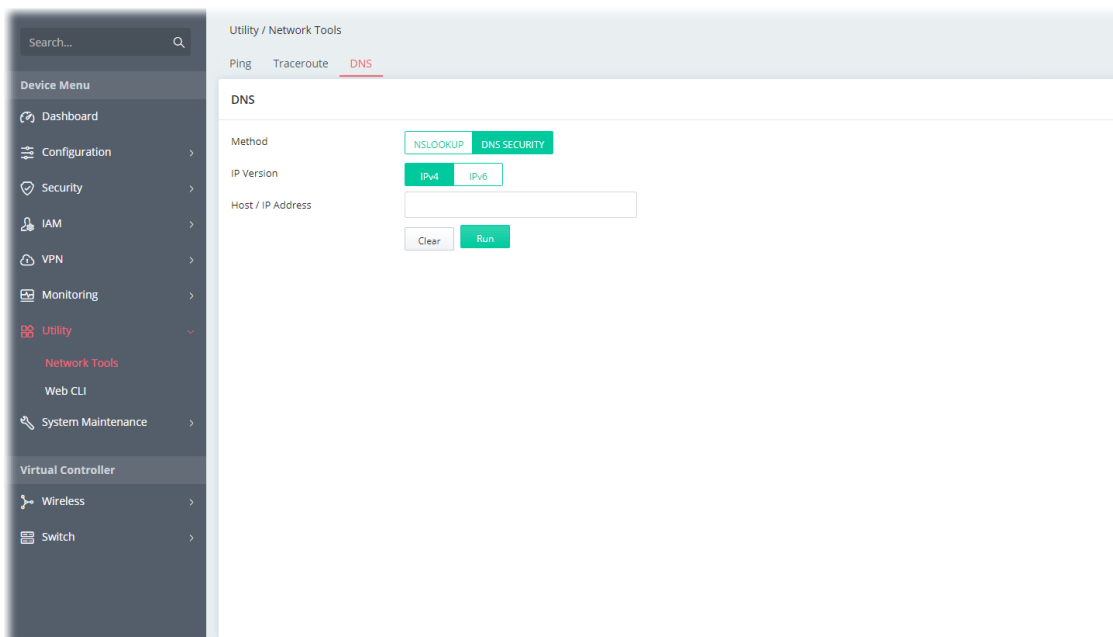 Search...
Device Menu
Dashboard
Configuration
Security
IAM
VPN
Monitoring
Utility
Network Tools
Web CLI
System Maintenance
Virtual Controller
Wireless
Switch
Utility / Network Tools
Ping Traceroute DNS
DNS
Method NSLOOKUP DNS SECURITY
IP Version IPv4 IPv6
Host / IP Address
Clear Run